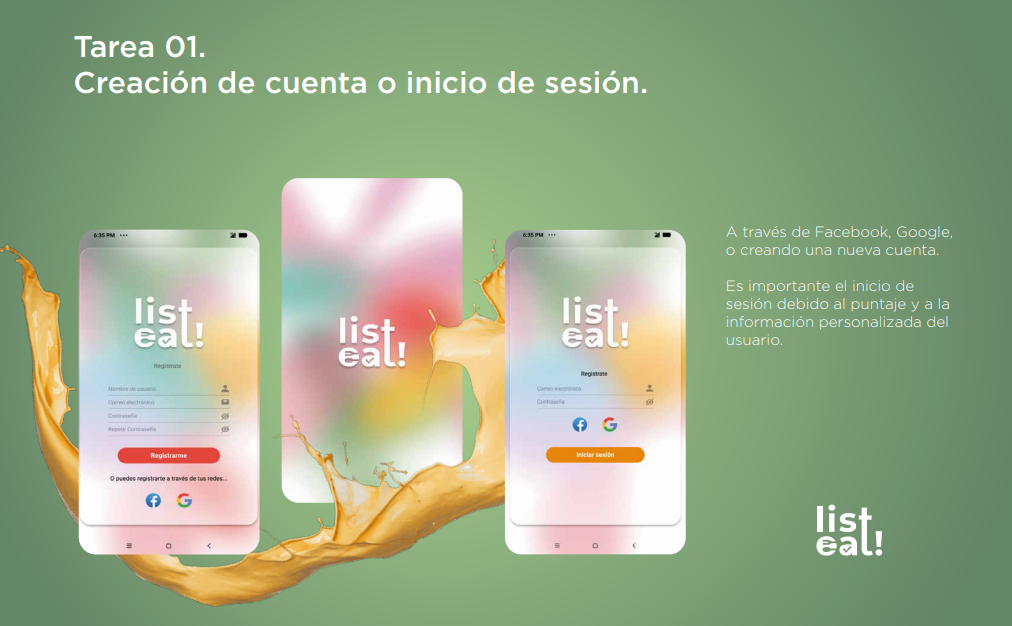 Tarea 01.
Creación de cuenta o inicio de sesión.
6:35 PM
list
eat!
Registrate
Nombre de usuario
Correo electrónico
Contraseña
Repetir Contraseña
Registrarme
O puedes registrarte a través de tus redes...
list
eat!
6:35 PM
list
eat!
Registrate
Correo electrónico
Contraseña
Iniciar sesión
A través de Facebook, Google,
o creando una nueva cuenta.
Es importante el inicio de
sesión debido al puntaje y a la
información personalizada del
usuario.
list
eat!